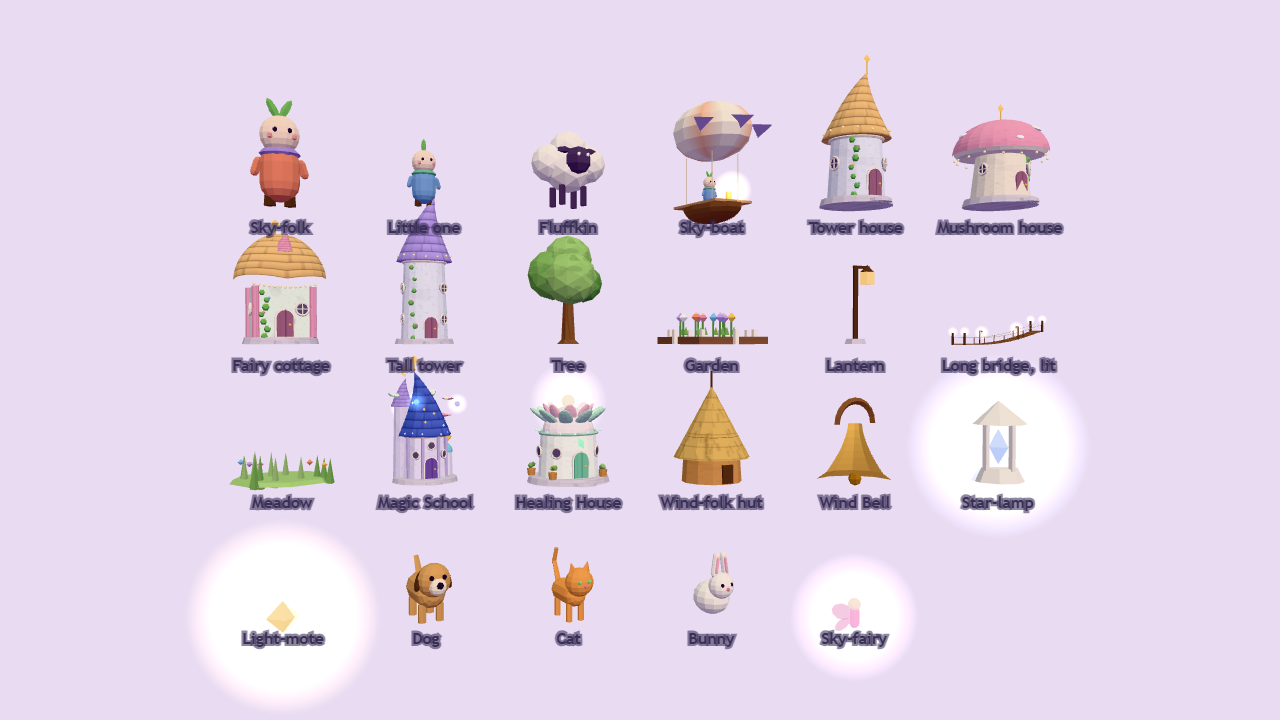 Sky-folk
Little one
Fluffkin
Sky-boat
Tower house
Mushroom house
Fairy cottage
Tall tower
Tree
Garden
Lantern
Long bridge, lit
Meadow
Magic School
Healing House
Wind-folk hut
Wind Bell
Star-lamp
Light-mote
Dog
Cat
Bunny
Sky-fairy